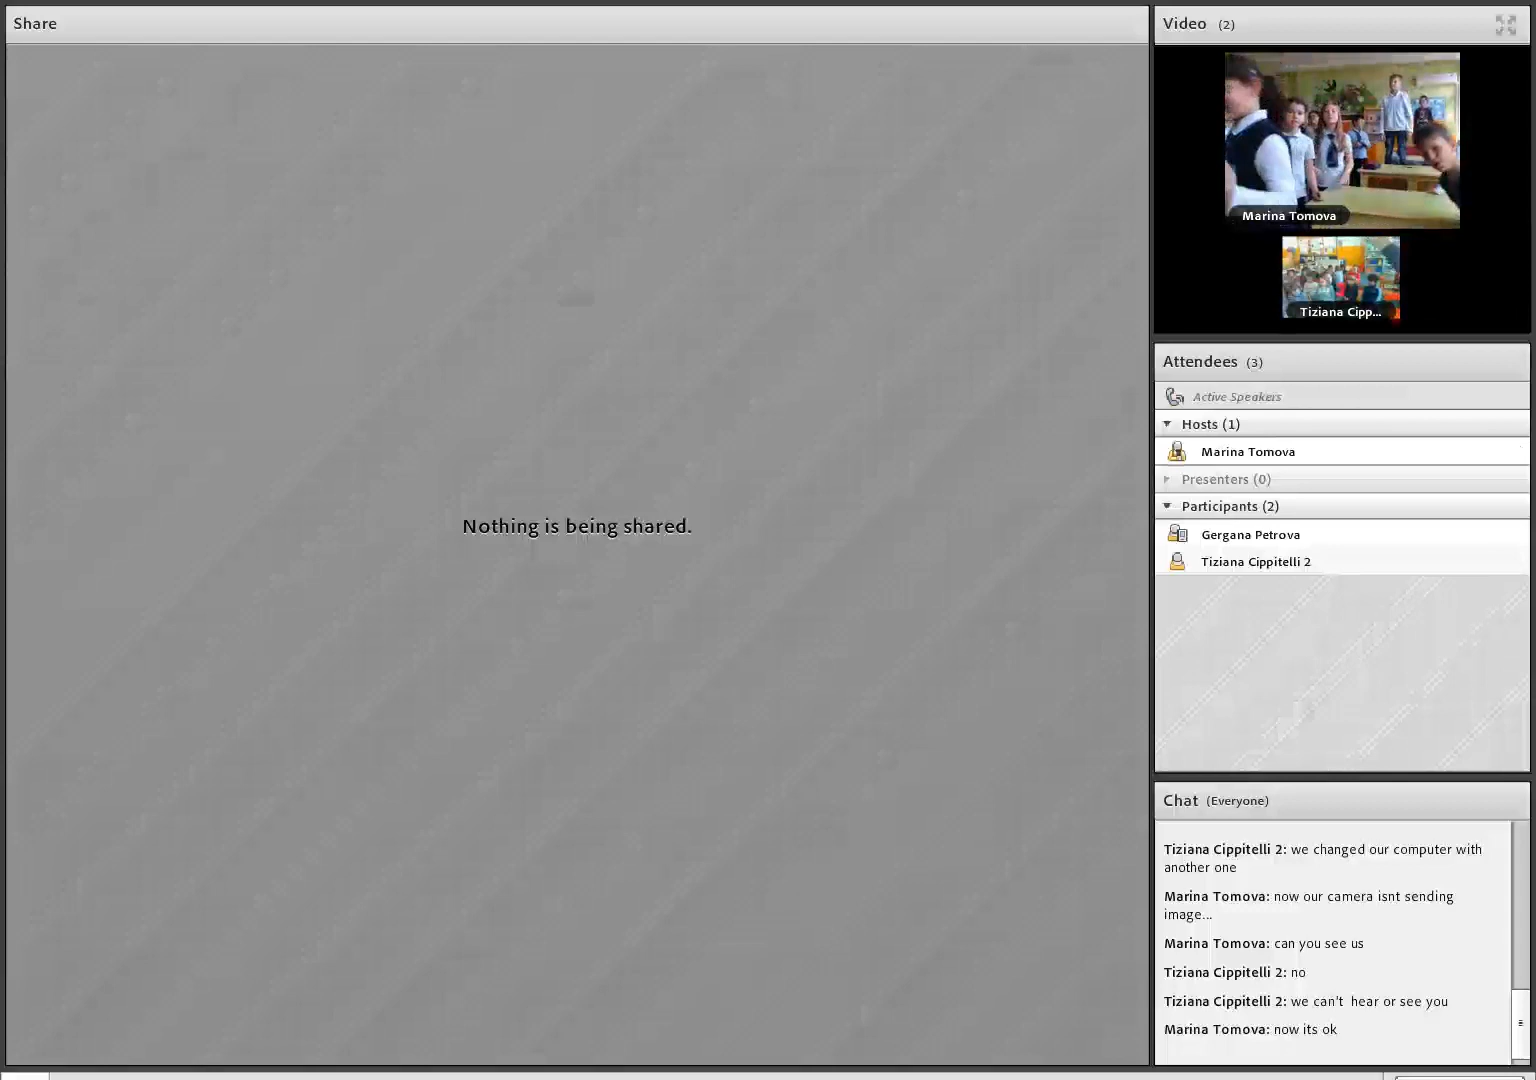 Share
Nothing is being shared.
Video (2)
Marina Tomova
Tiziana Cipp...
Attendees (3)
Active Speakers
Hosts (1)
Marina Tomova
Presenters (0)
Participants (2)
Gergana Petrova
Tiziana Cippitelli 2
Chat (Everyone)
Tiziana Cippitelli 2: we changed our computer with
another one
Marina Tomova: now our camera isnt sending
image...
Marina Tomova: can you see us
Tiziana Cippitelli 2: no
Tiziana Cippitelli 2: we can't hear or see you
Marina Tomova: now its ok